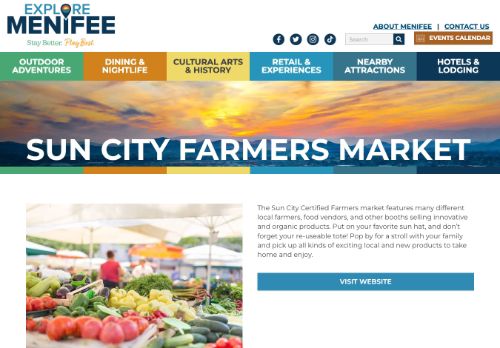 EXPLORE
MENIFEE
Stay Better. Play Best.
ABOUT MENIFEE | CONTACT US
Search
EVENTS CALENDAR
OUTDOOR
ADVENTURES
DINING &
NIGHTLIFE
CULTURAL ARTS
& HISTORY
RETAIL &
EXPERIENCES
NEARBY
ATTRACTIONS
HOTELS &
LODGING
SUN CITY FARMERS MARKET
The Sun City Certified Farmers market features many different
local farmers, food vendors, and other booths selling innovative
and organic products. Put on your favorite sun hat, and don't
forget your re-useable tote! Pop by for a stroll with your family
and pick up all kinds of exciting local and new products to take
home and enjoy.
VISIT WEBSITE